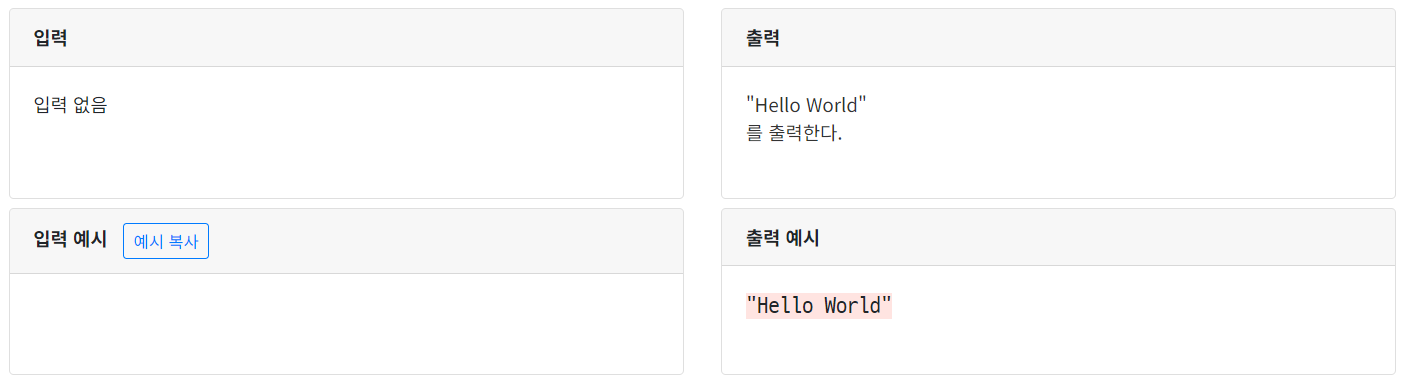 입력
입력 없음
출력
"Hello World"
를 출력한다.
입력 예시 예시 복사
출력 예시
"Hello World"